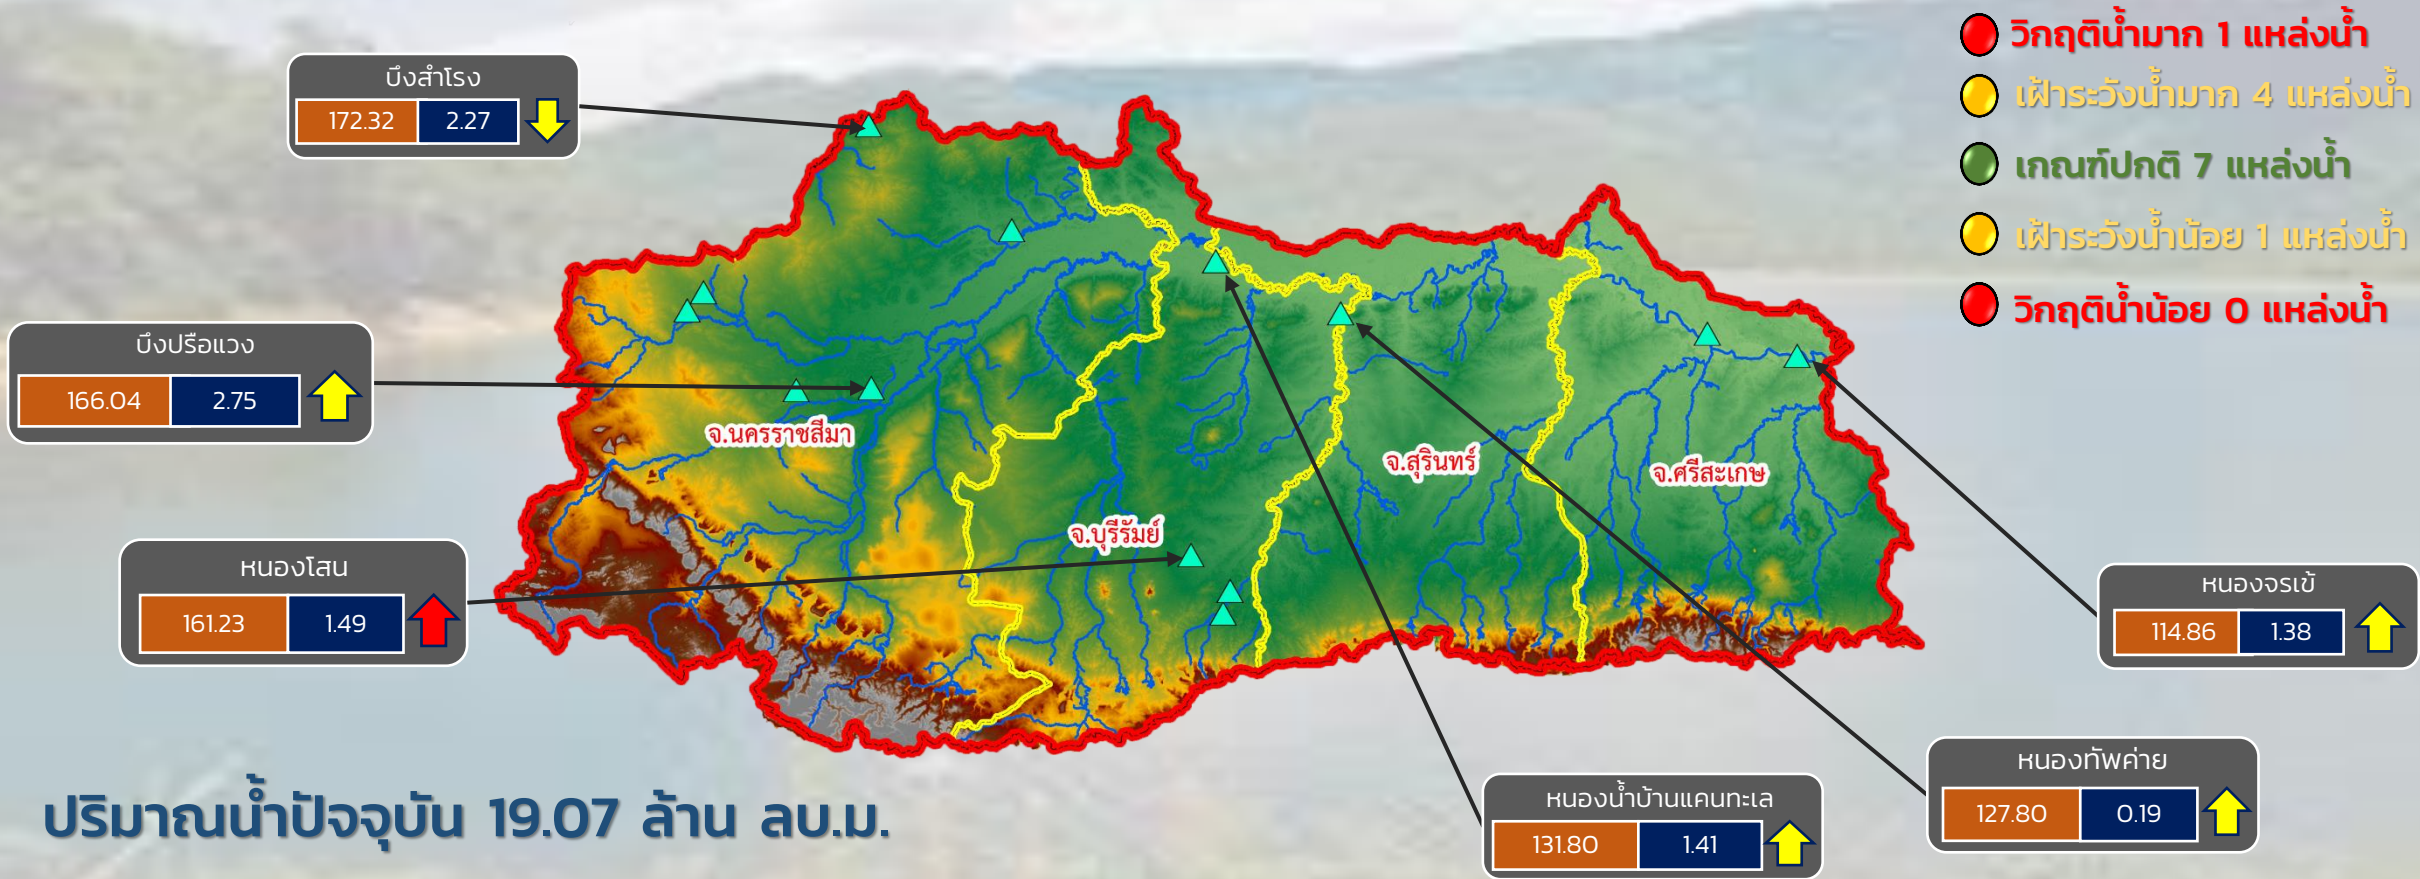 วิกฤติน้ำมาก 1 แหล่งน้ำ
เฝ้าระวังน้ำมาก 4 แหล่งน้ำ
เกณฑ์ปกติ 7 แหล่งน้ำ
เฝ้าระวังน้ำน้อย 1 แหล่งน้ำ
วิกฤติน้ำน้อย 0 แหล่งน้ำ
บึงสำโรง
172.32 2.27
บึงปรือแวง
166.04 2.75
หนองโสน
161.23 1.49
จ.นครราชสีมา
จ.บุรีรัมย์
จ.สุรินทร์
จ.ศรีสะเกษ
หนองจรเข้
114.86 1.38
หนองทัพค่าย
127.80 0.19
หนองน้ำบ้านแคนทะเล
131.80 1.41
ปริมาณน้ำปัจจุบัน 19.07 ล้าน ลบ.ม.